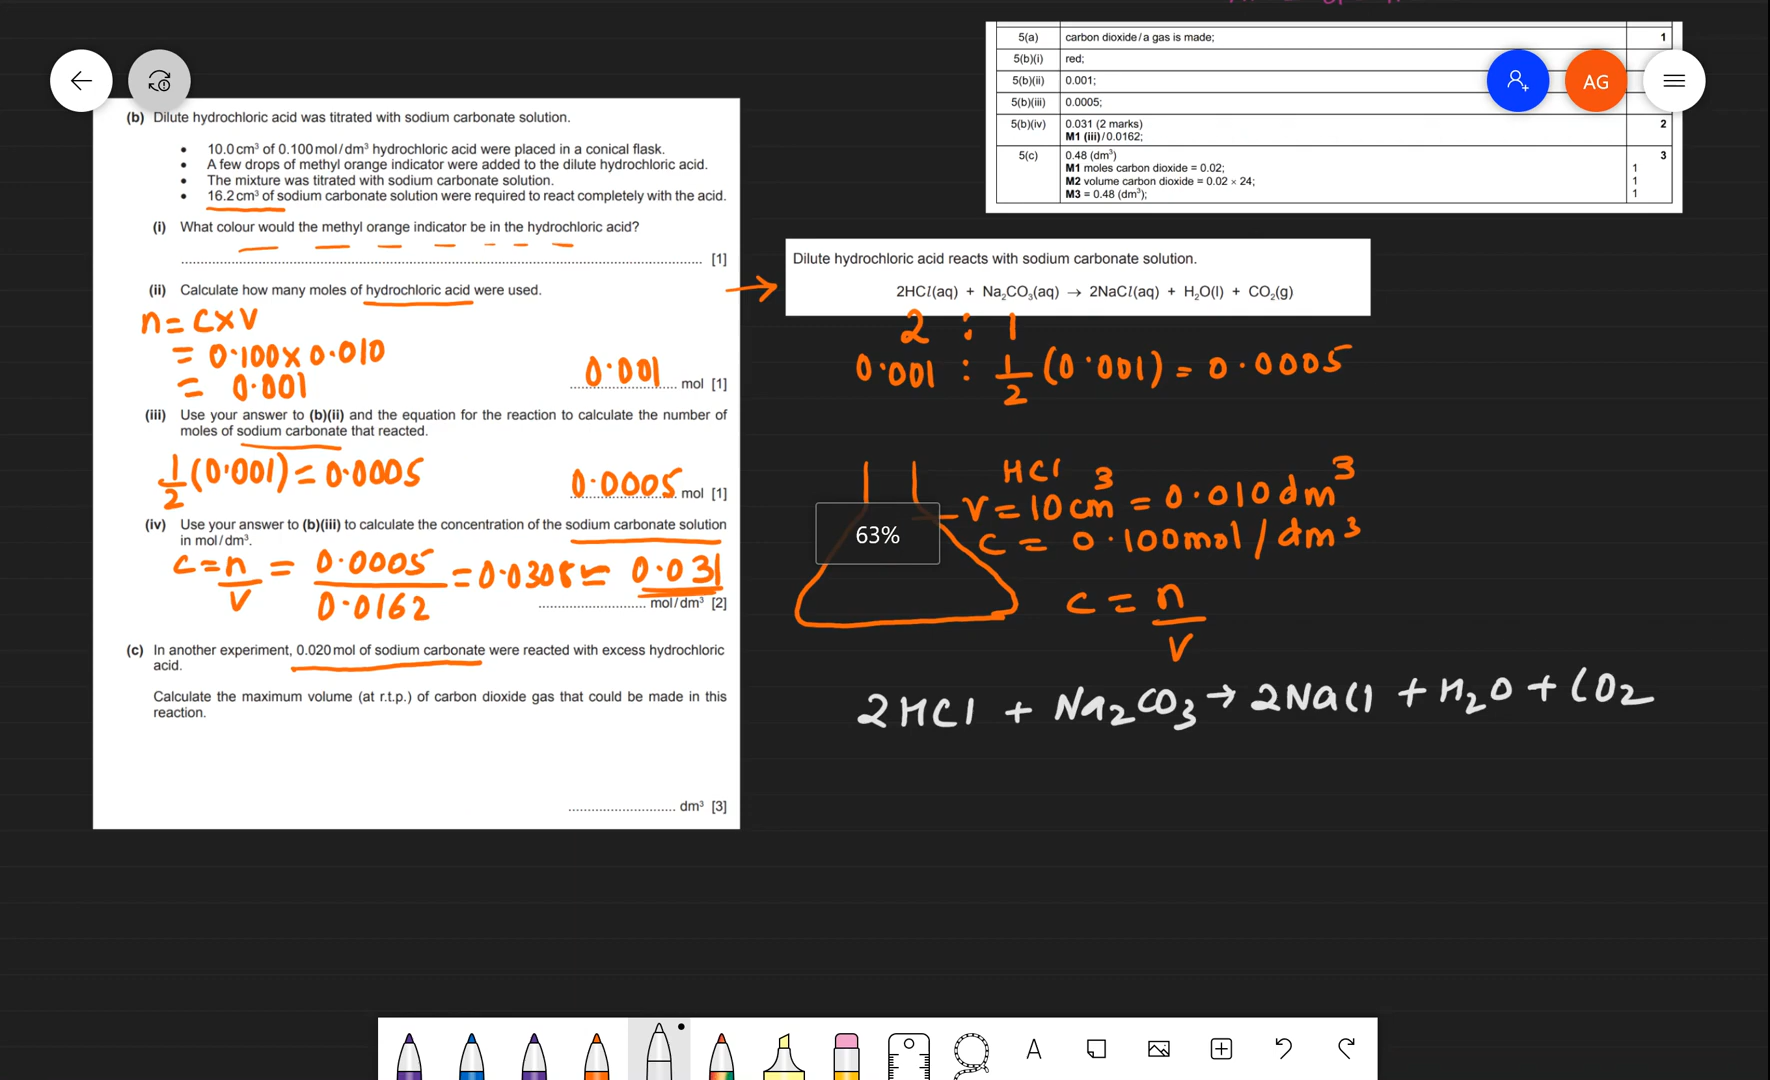 5(a) carbon dioxide / a gas is made; 1
5(b)(i) red;
5(b)(ii) 0.001;
5(b)(iii) 0.0005;
5(b)(iv) 0.031 (2 marks) 2
M1 (iii) / 0.0162;
5(c) 0.48 (dm³) 3
M1 moles carbon dioxide = 0.02; 1
M2 volume carbon dioxide = 0.02 × 24; 1
M3 = 0.48 (dm³); 1
AG
(b) Dilute hydrochloric acid was titrated with sodium carbonate solution.
• 10.0 cm³ of 0.100 mol/dm³ hydrochloric acid were placed in a conical flask.
• A few drops of methyl orange indicator were added to the dilute hydrochloric acid.
• The mixture was titrated with sodium carbonate solution.
• 16.2 cm³ of sodium carbonate solution were required to react completely with the acid.
(i) What colour would the methyl orange indicator be in the hydrochloric acid?
[1]
(ii) Calculate how many moles of hydrochloric acid were used.
n = C×V
= 0.100 × 0.010
= 0.001
0.001 mol [1]
(iii) Use your answer to (b)(ii) and the equation for the reaction to calculate the number of
moles of sodium carbonate that reacted.
1/2 (0.001) = 0.0005
0.0005 mol [1]
(iv) Use your answer to (b)(iii) to calculate the concentration of the sodium carbonate solution
in mol/dm³.
C = n/V = 0.0005/0.0162 = 0.0308 = 0.031
mol/dm³ [2]
(c) In another experiment, 0.020 mol of sodium carbonate were reacted with excess hydrochloric
acid.
Calculate the maximum volume (at r.t.p.) of carbon dioxide gas that could be made in this
reaction.
dm³ [3]
Dilute hydrochloric acid reacts with sodium carbonate solution.
2HCl(aq) + Na₂CO₃(aq) → 2NaCl(aq) + H₂O(l) + CO₂(g)
2 : 1
0.001 : 1/2 (0.001) = 0.0005
HCl
V = 10 cm³ = 0.010 dm³
63%
C = 0.100 mol/dm³
C = n/V
2HCl + Na₂CO₃ → 2NaCl + H₂O + CO₂
A